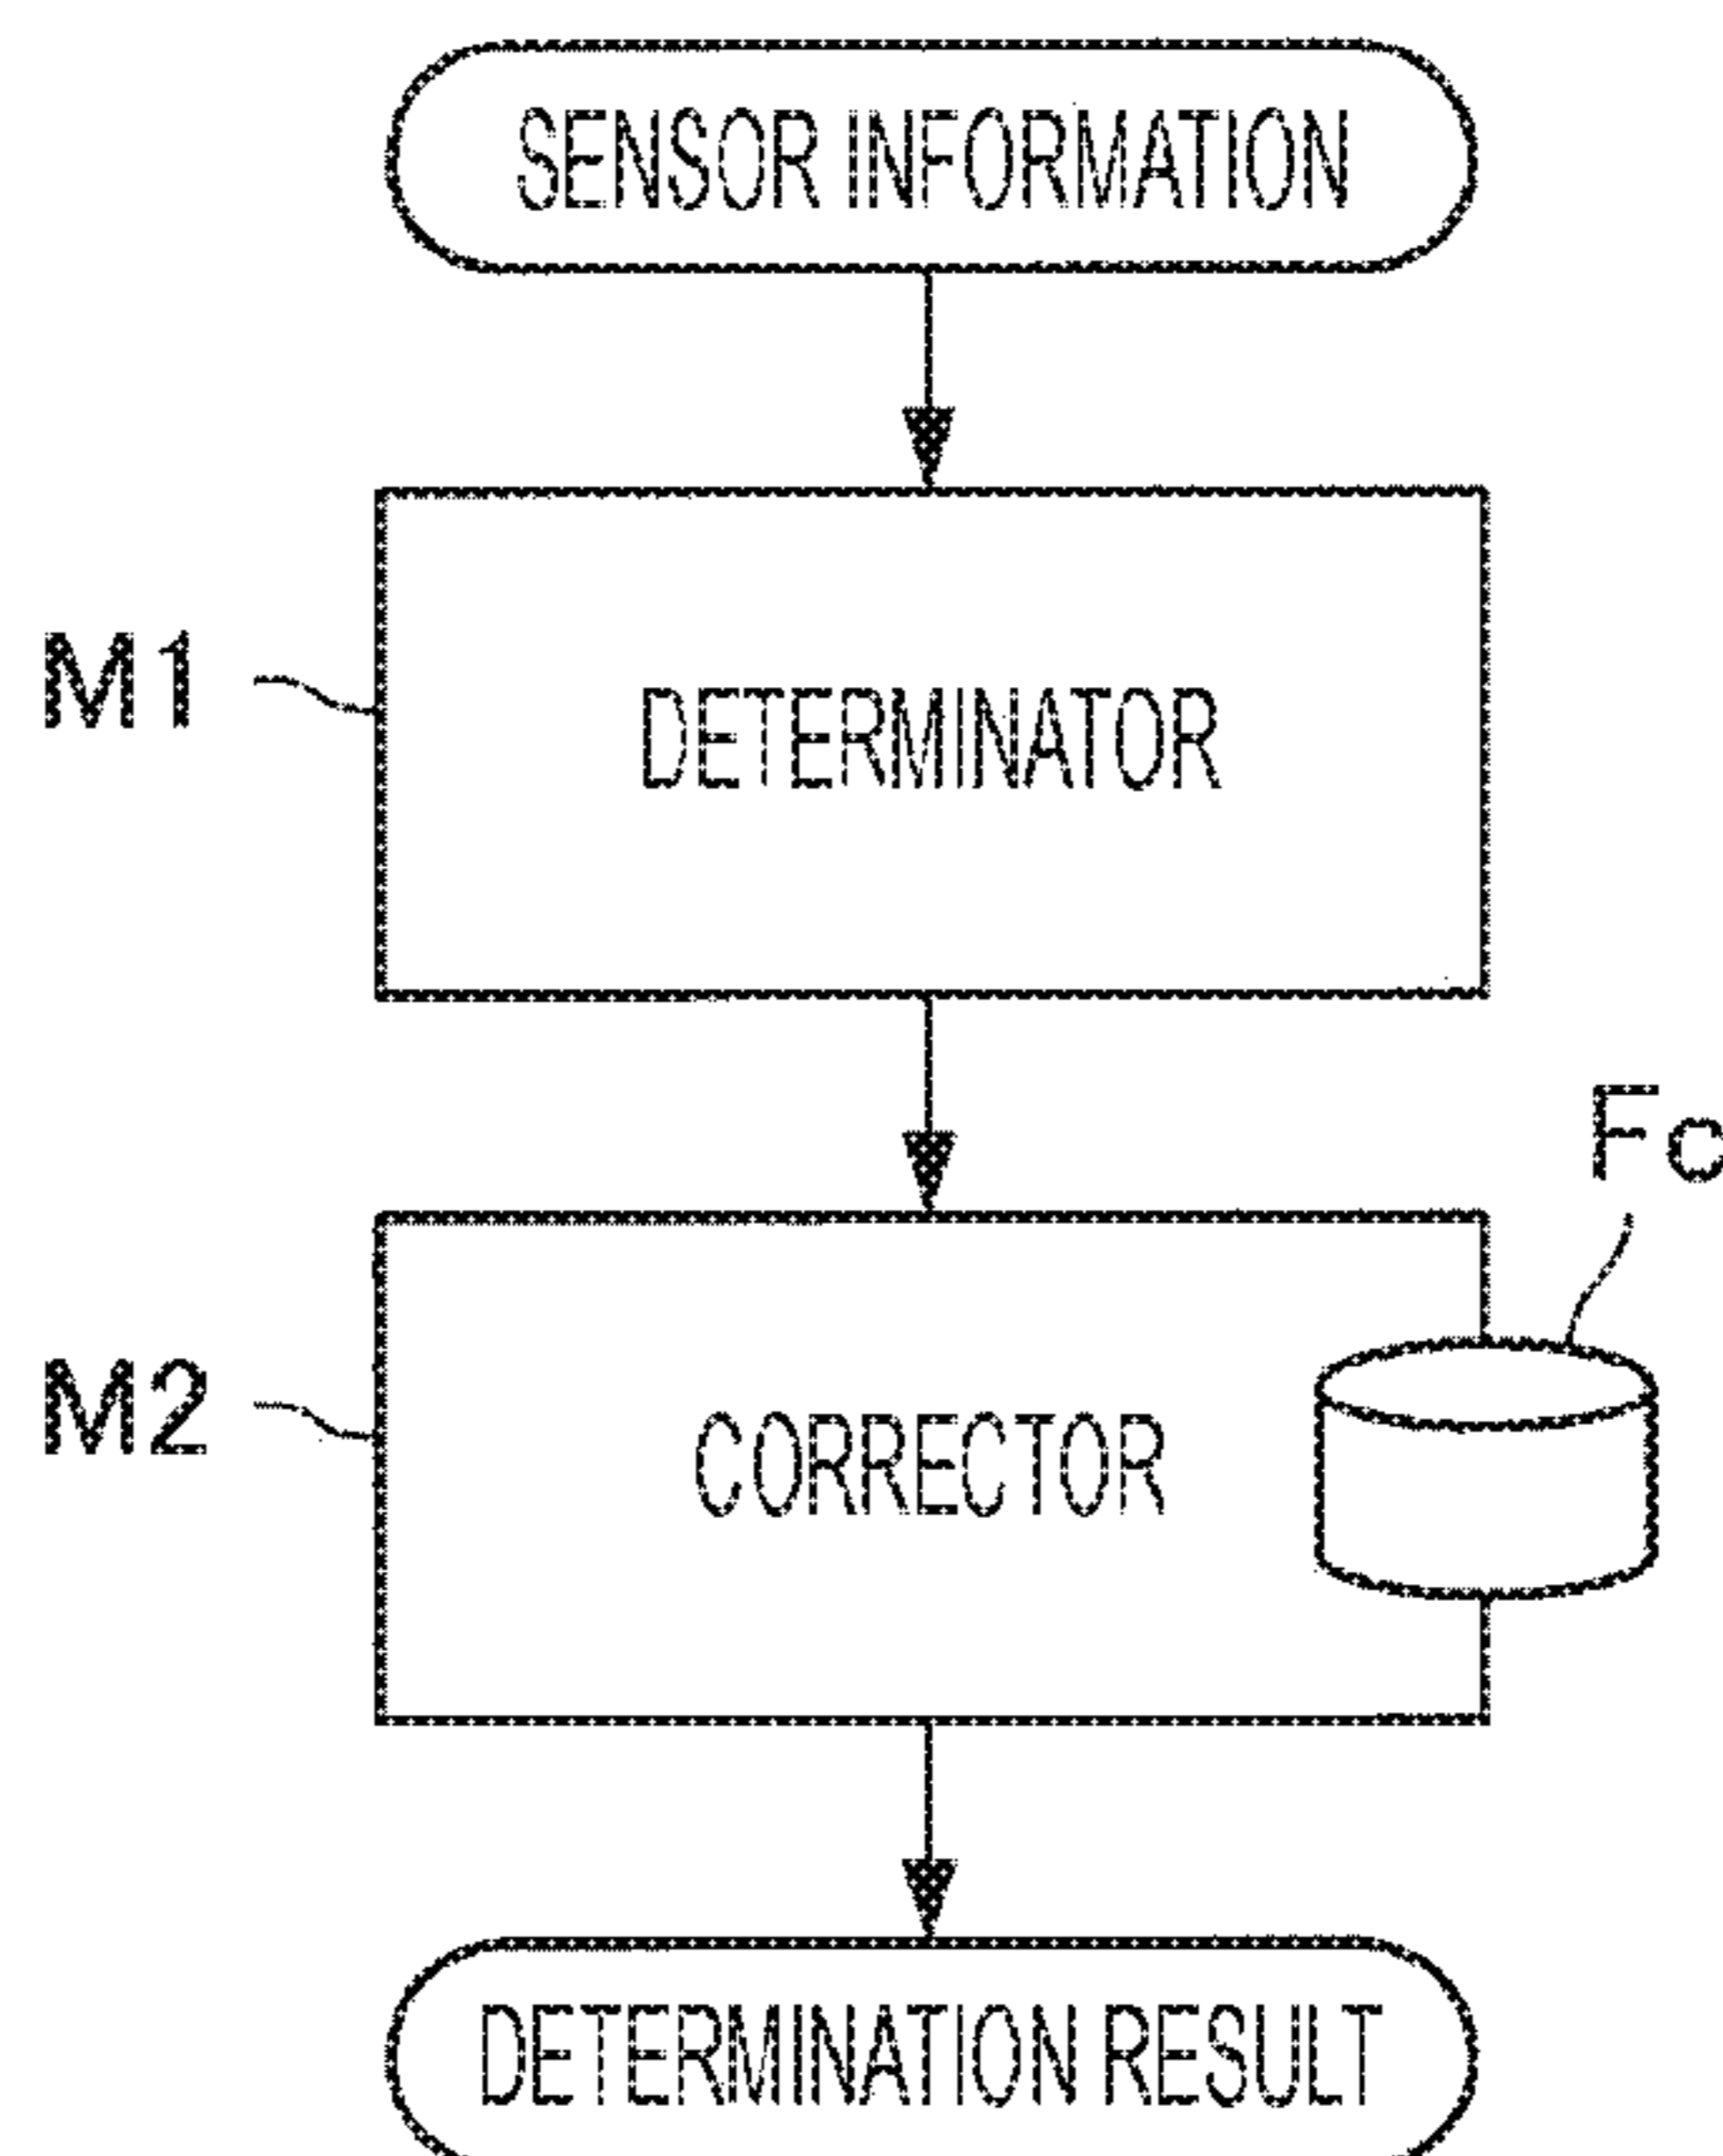 SENSOR INFORMATION
M1
DETERMINATOR
Fc
M2
CORRECTOR
DETERMINATION RESULT